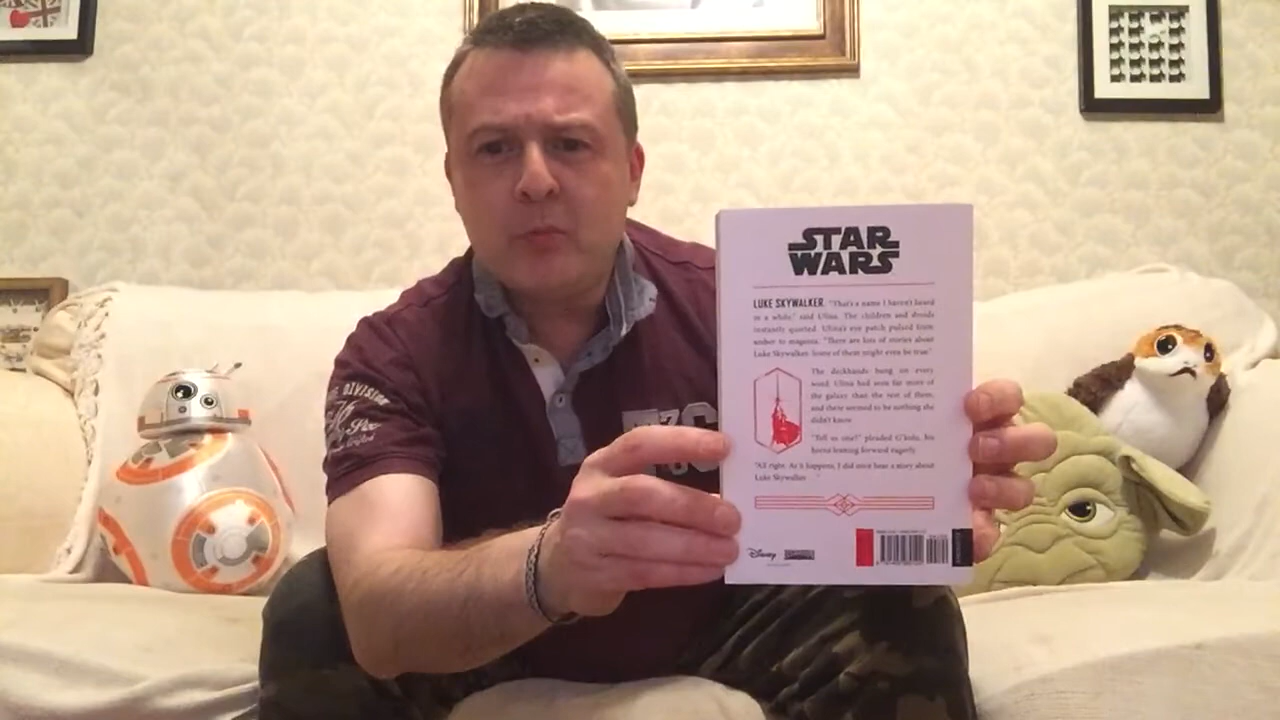 STAR
WARS
LUKE SKYWALKER. "That's a name I haven't heard
in a while," said Ulina. The children and droids
instantly quieted. Ulina's eye patch pulsed from
amber to magenta. "There are lots of stories about
Luke Skywalker. Some of them might even be true."
The deckhands hung on every
word. Ulina had seen far more of
the galaxy than the rest of them,
and there seemed to be nothing she
didn't know.
"Tell us one?" pleaded G'kolu, his
horns leaning forward eagerly.
"All right. As it happens, I did once hear a story about
Luke Skywalker.
Disney
DIVISION